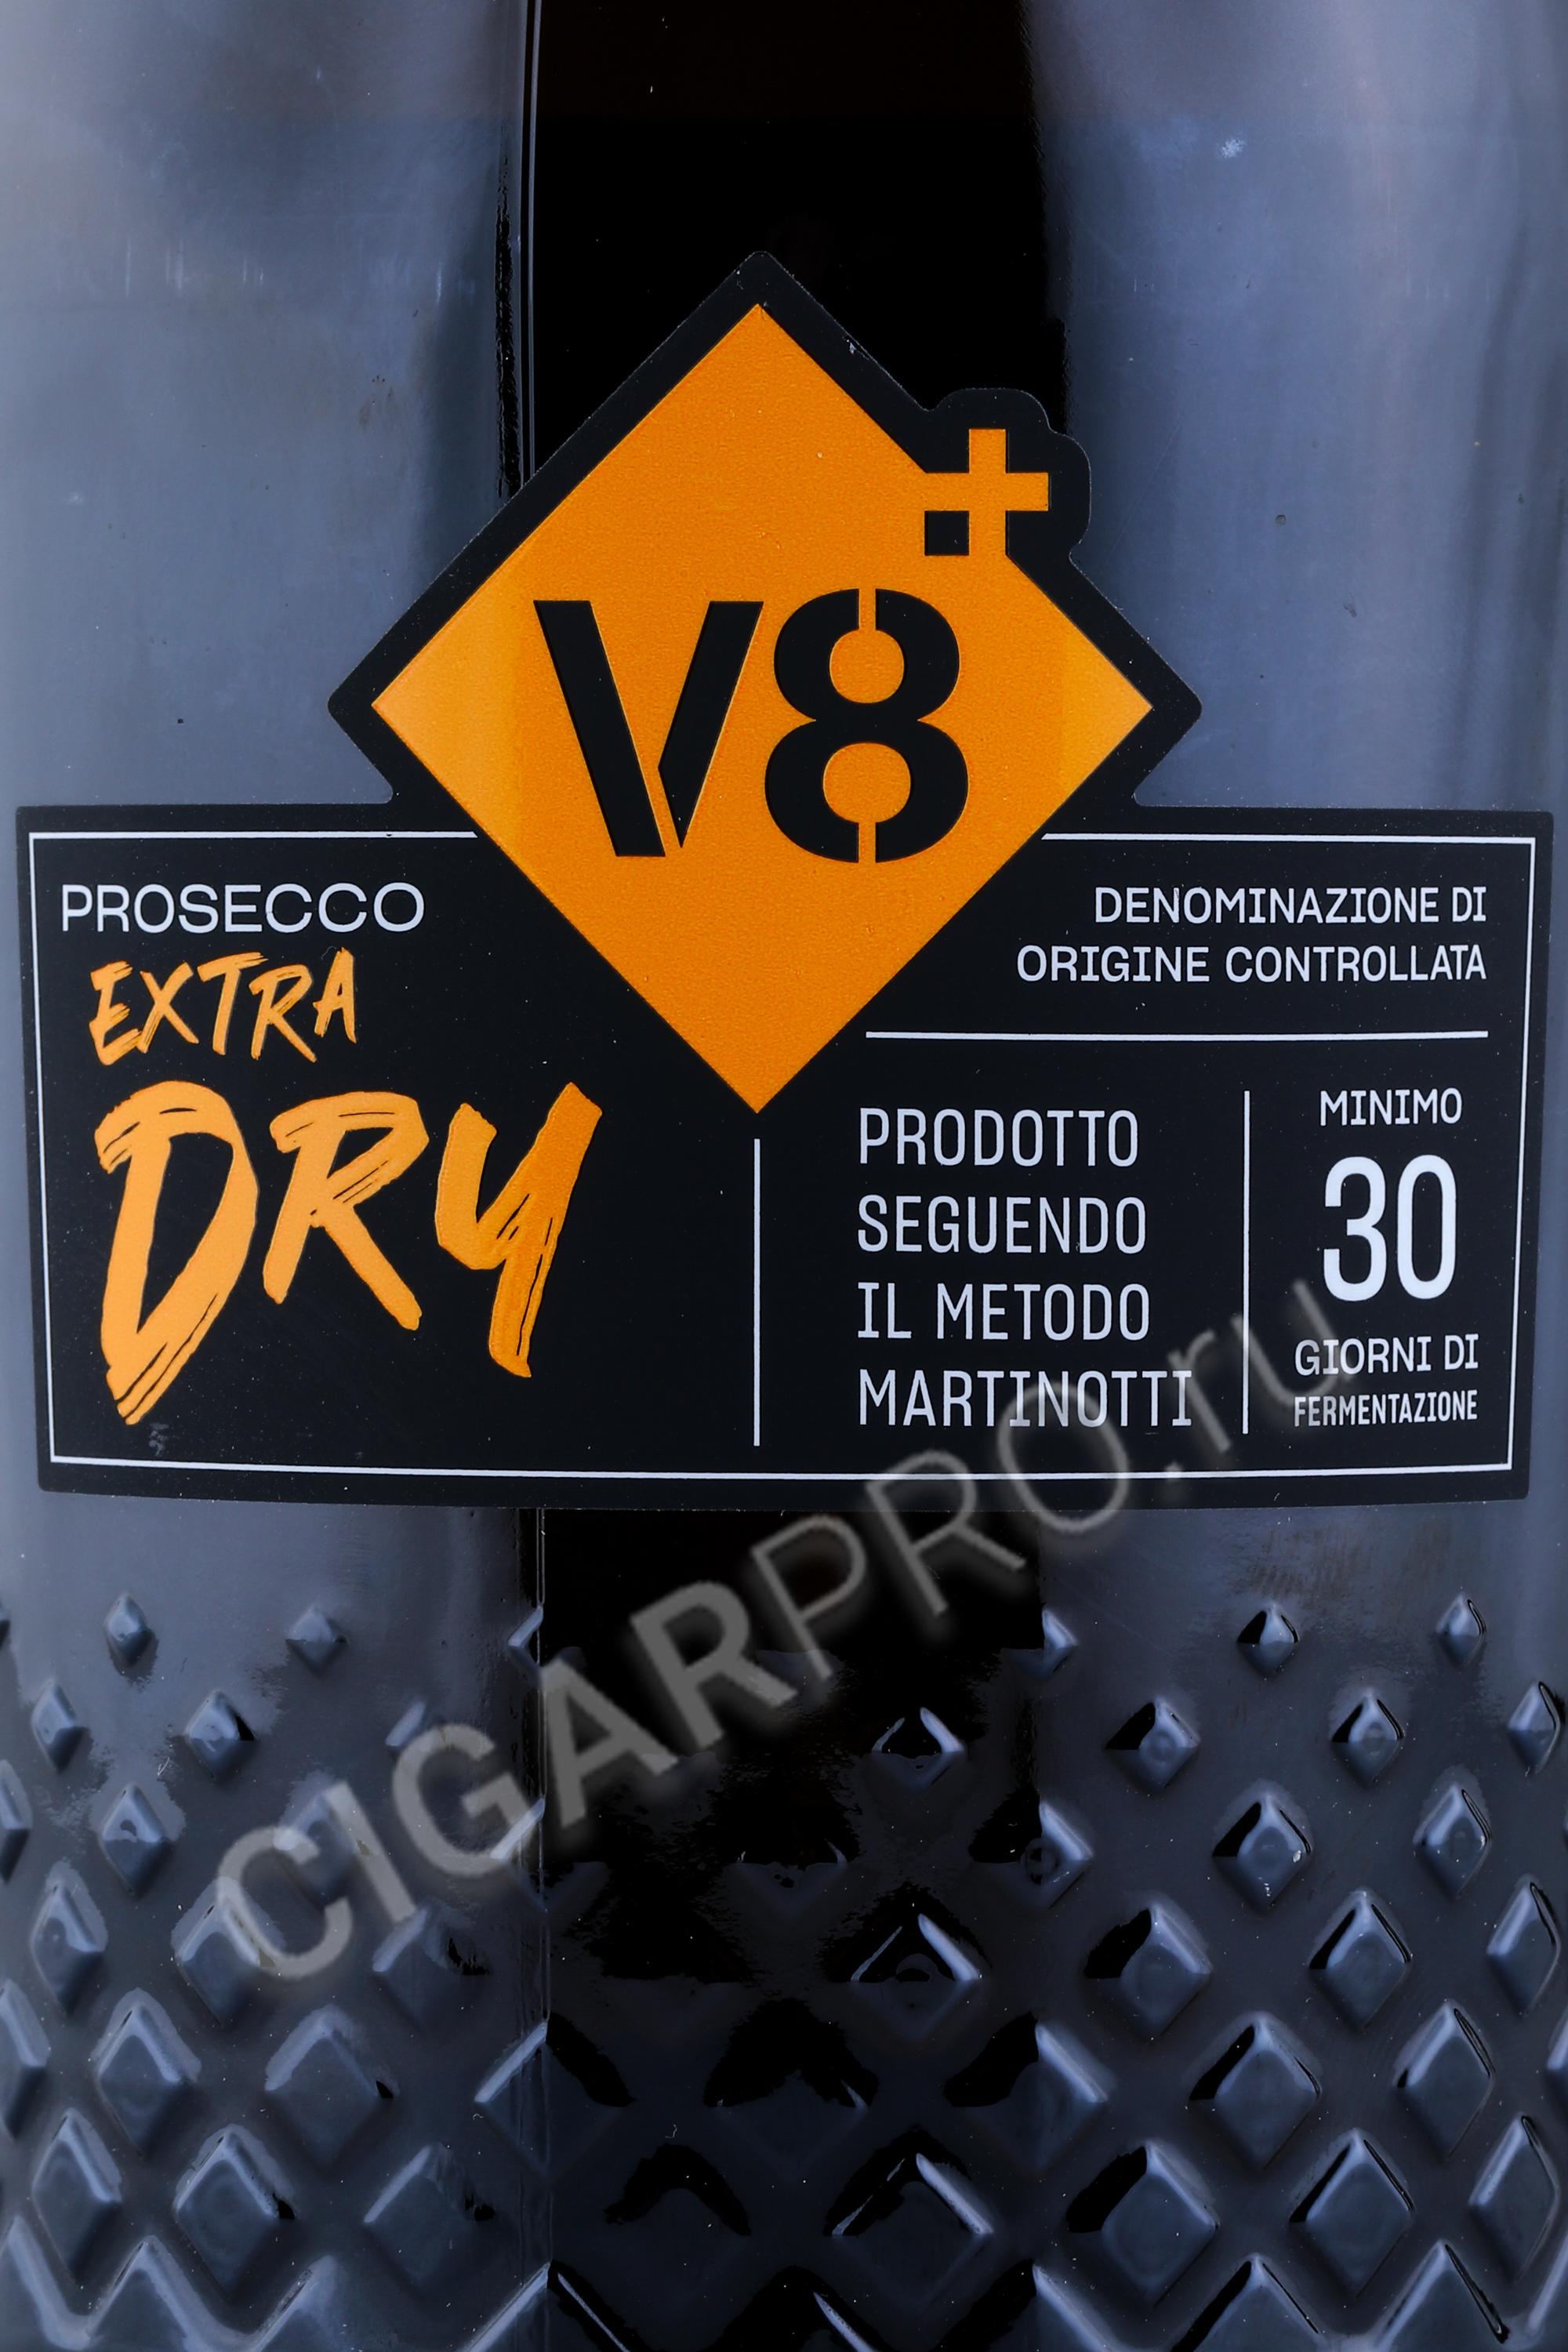 V8+
PROSECCO
EXTRA
DRY
DENOMINAZIONE DI
ORIGINE CONTROLLATA
PRODOTTO
SEGUENDO
IL METODO
MARTINOTTI
MINIMO
30
GIORNI DI
FERMENTAZIONE
CIGARPRO.ru